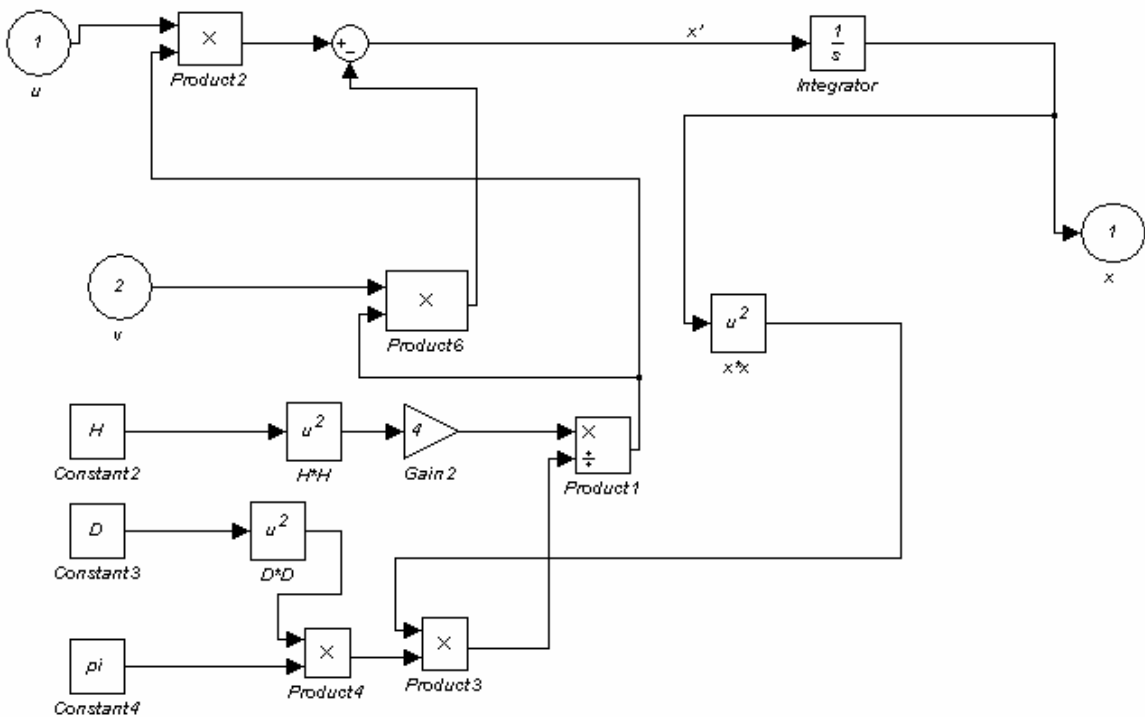 1
u
×
Product2
+
−
x'
1
s
Integrator
1
x
2
v
×
Product6
u²
x*x
H
Constant2
u²
H*H
4
Gain2
×
÷
Product1
D
Constant3
u²
D*D
pi
Constant4
×
Product4
×
Product3